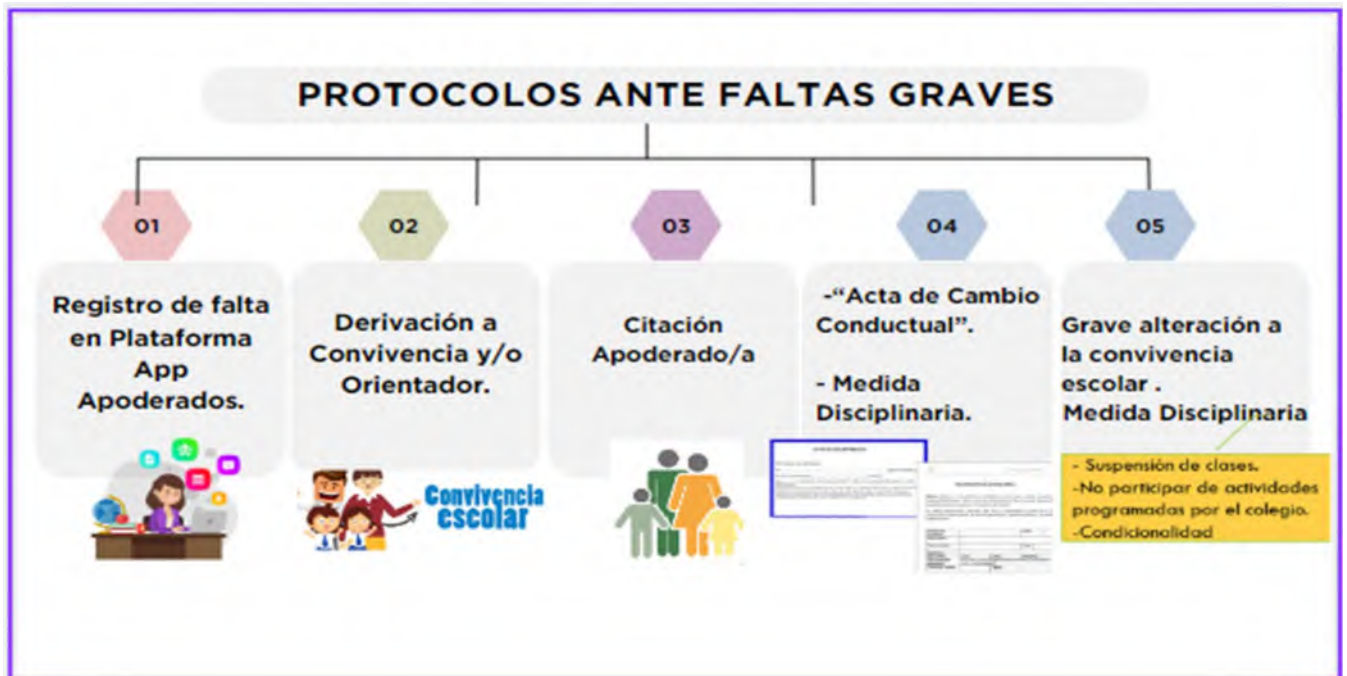 PROTOCOLOS ANTE FALTAS GRAVES
01
Registro de falta
en Plataforma
App
Apoderados.
02
Derivación a
Convivencia y/o
Orientador.
Convivencia
escolar
03
Citación
Apoderado/a
04
-“Acta de Cambio
Conductual”.
- Medida
Disciplinaria.
05
Grave alteración a
la convivencia
escolar .
Medida Disciplinaria
- Suspensión de clases.
-No participar de actividades
programadas por el colegio.
-Condicionalidad